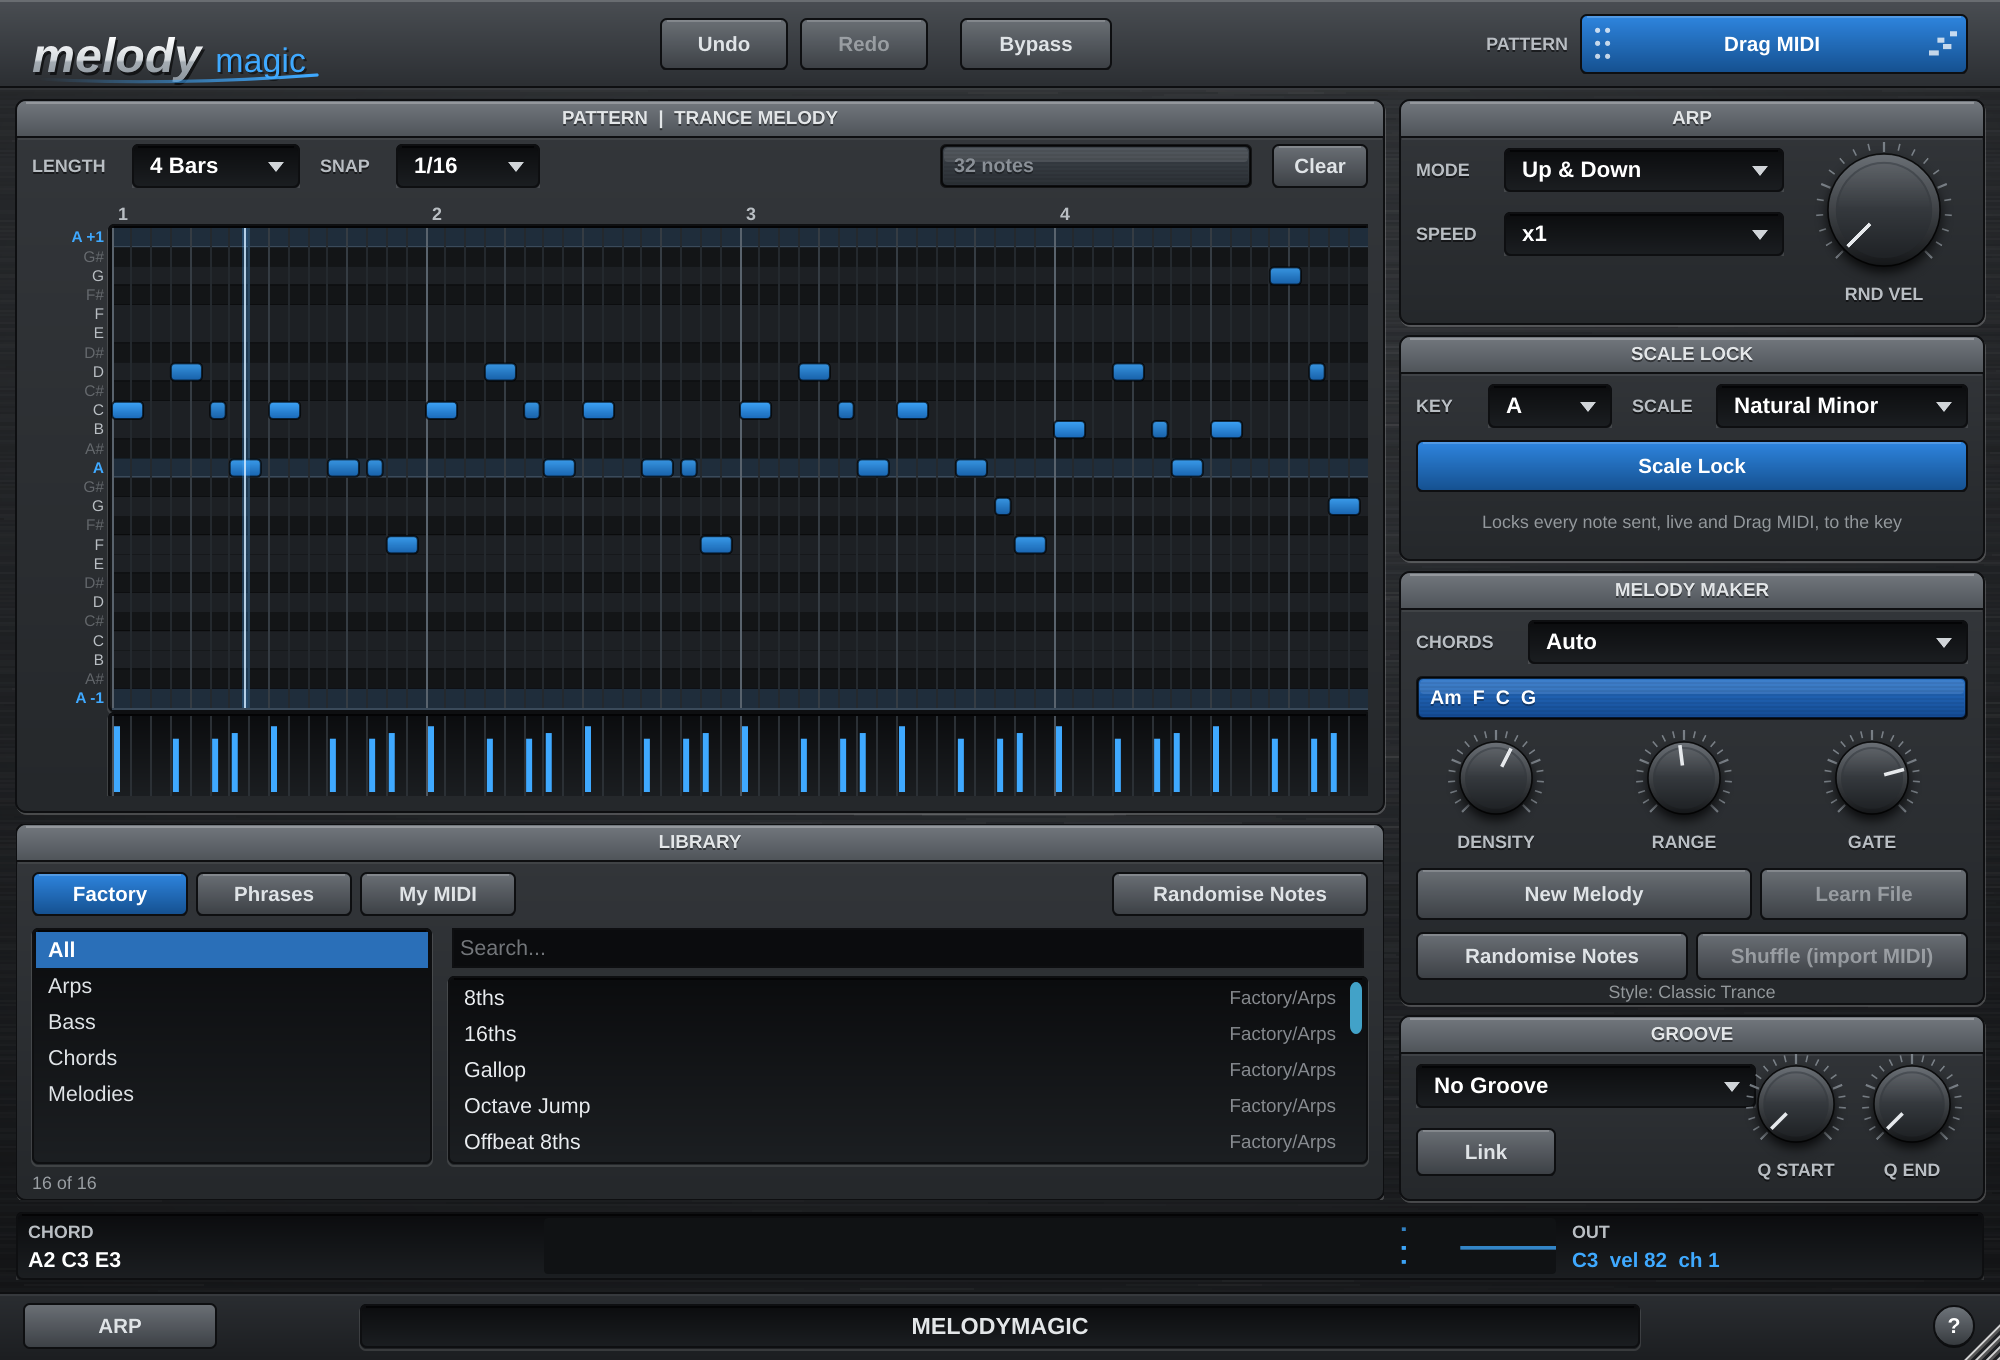 melody magic
Undo
Redo
Bypass
PATTERN
Drag MIDI
PATTERN | TRANCE MELODY
LENGTH
4 Bars
SNAP
1/16
32 notes
Clear
1
2
3
4
A +1
G#
G
F#
F
E
D#
D
C#
C
B
A#
A
G#
G
F#
F
E
D#
D
C#
C
B
A#
A -1
LIBRARY
Factory
Phrases
My MIDI
Randomise Notes
All
Arps
Bass
Chords
Melodies
Search...
8ths Factory/Arps
16ths Factory/Arps
Gallop Factory/Arps
Octave Jump Factory/Arps
Offbeat 8ths Factory/Arps
16 of 16
ARP
MODE
Up & Down
SPEED
x1
RND VEL
SCALE LOCK
KEY
A
SCALE
Natural Minor
Scale Lock
Locks every note sent, live and Drag MIDI, to the key
MELODY MAKER
CHORDS
Auto
Am F C G
DENSITY
RANGE
GATE
New Melody
Learn File
Randomise Notes
Shuffle (import MIDI)
Style: Classic Trance
GROOVE
No Groove
Link
Q START
Q END
CHORD
A2 C3 E3
OUT
C3 vel 82 ch 1
ARP
MELODYMAGIC
?